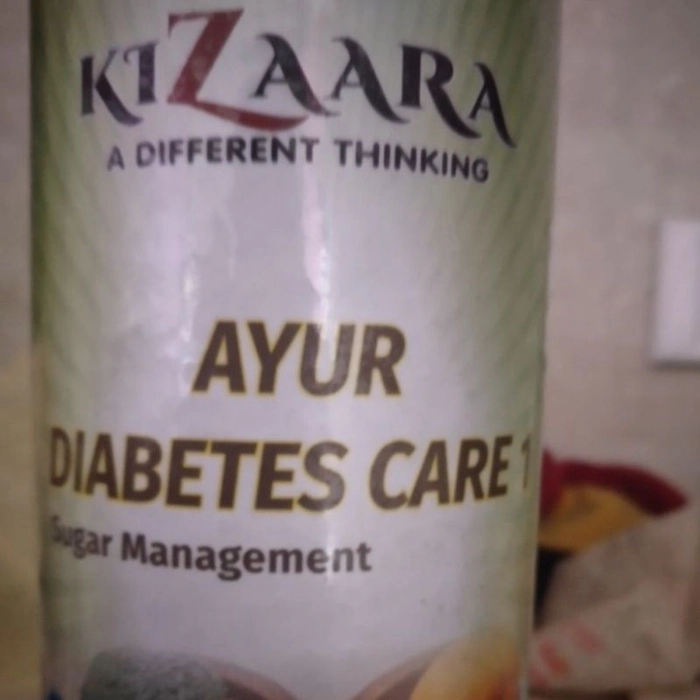 KIZAARA
A DIFFERENT THINKING
AYUR
DIABETES CARE 1
Sugar Management